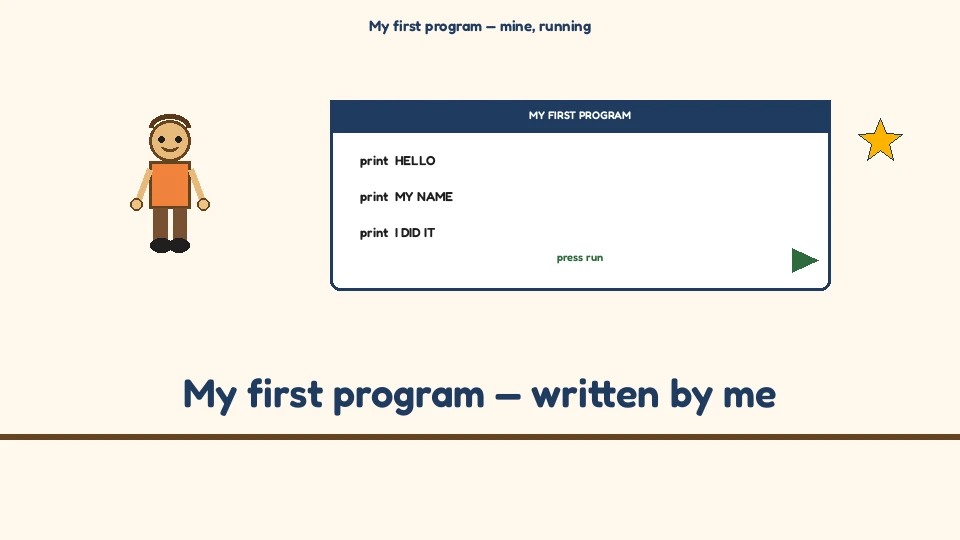 My first program — mine, running
MY FIRST PROGRAM
print HELLO
print MY NAME
print I DID IT
press run
My first program — written by me